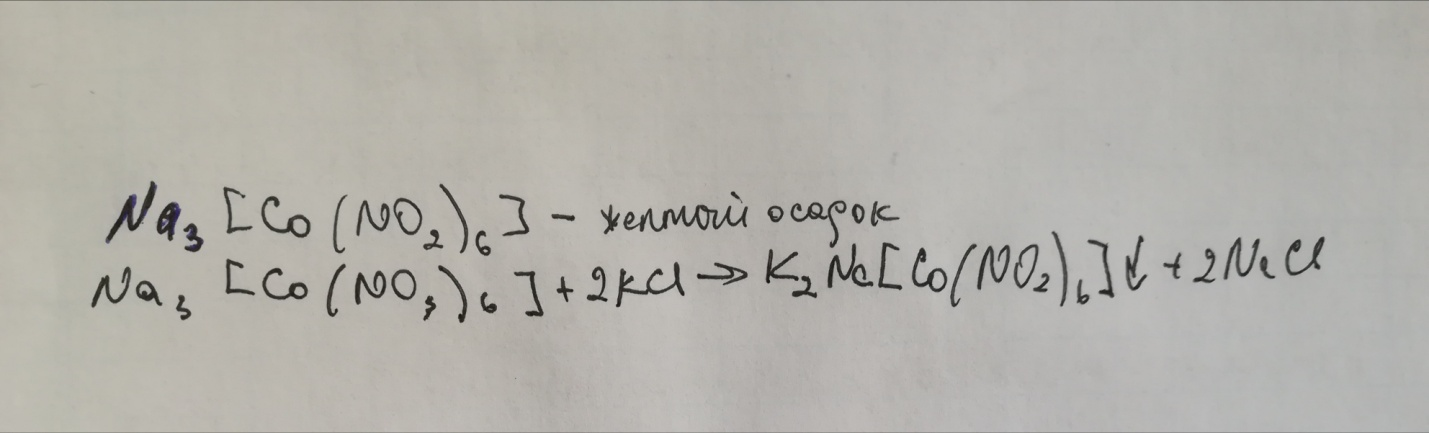 Na₃ [Co(NO₂)₆] – желтый осадок
Na₃ [Co(NO₃)₆] + 2KCl → K₂Na[Co(NO₂)₆]↓ + 2NaCl